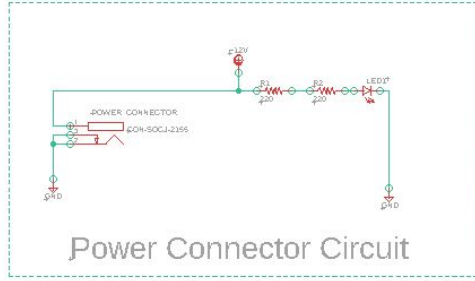 +12V
R1
R2
LED1
220
220
POWER CONNECTOR
1
3
2
CON-SOCJ-2155
GND
GND
Power Connector Circuit